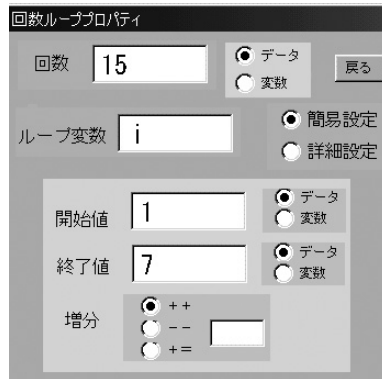 回数ループプロパティ
回数 15 データ 変数 戻る
ループ変数 i 簡易設定 詳細設定
開始値 1 データ 変数
終了値 7 データ 変数
増分 ++
--
+=